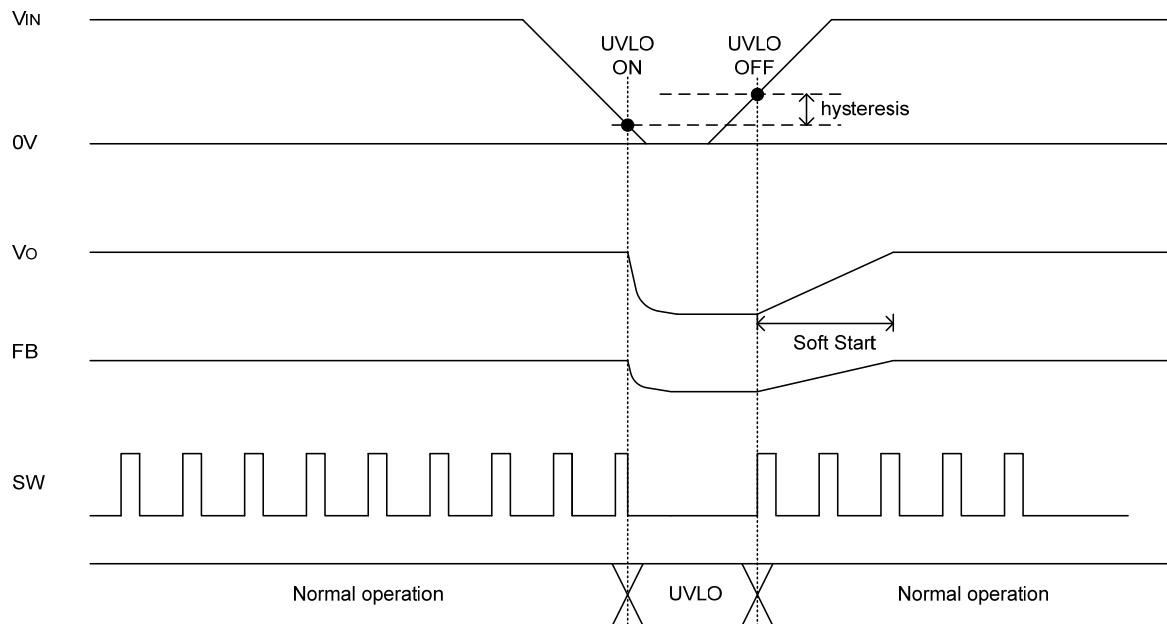 VIN
UVLO
ON
UVLO
OFF
hysteresis
0V
VO
Soft Start
FB
SW
Normal operation
UVLO
Normal operation